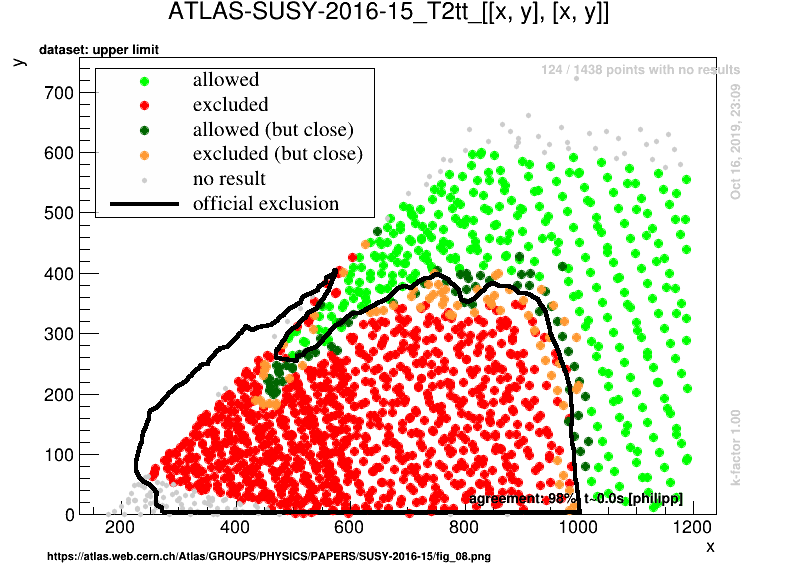 ATLAS-SUSY-2016-15_T2tt_[[x, y], [x, y]]
dataset: upper limit
y
124 / 1438 points with no results
allowed
excluded
allowed (but close)
excluded (but close)
no result
official exclusion
700
600
500
400
300
200
100
0
Oct 16, 2019, 23:09
k-factor 1.00
agreement: 98%, t~0.0s [philipp]
200
400
600
800
1000
1200
x
https://atlas.web.cern.ch/Atlas/GROUPS/PHYSICS/PAPERS/SUSY-2016-15/fig_08.png